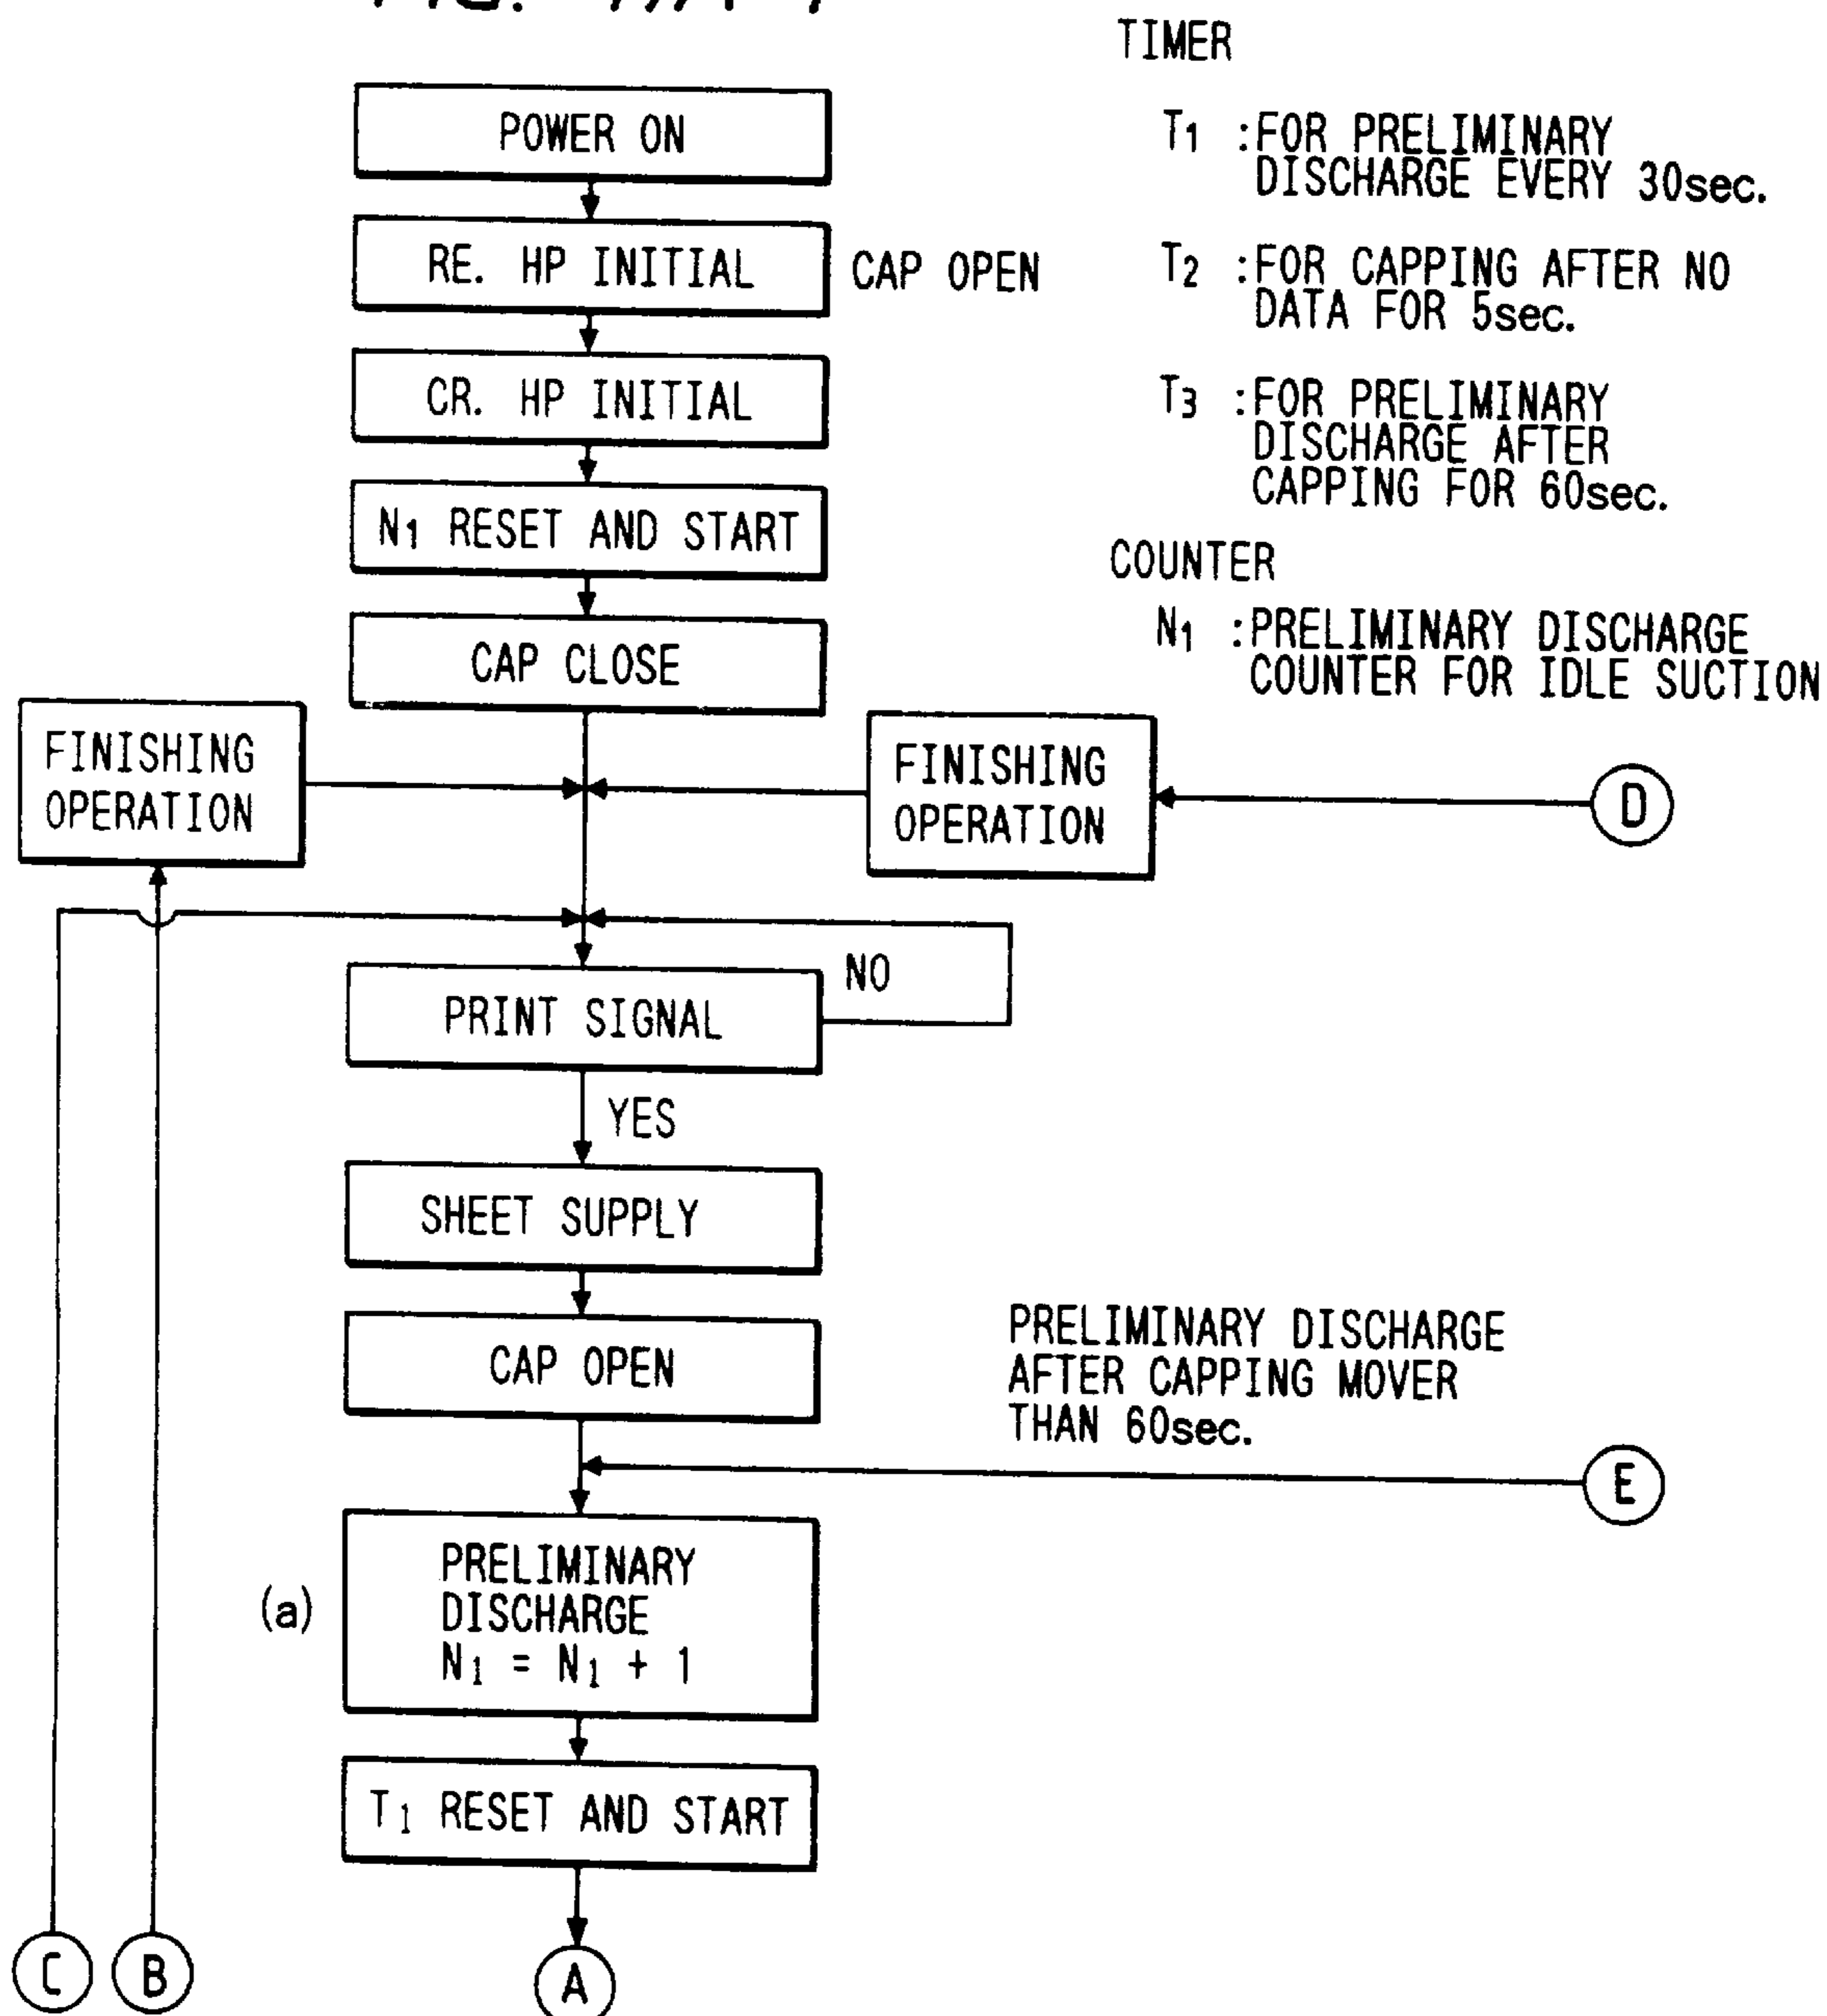 FIG.
TIMER
POWER ON
T1 :FOR PRELIMINARY
DISCHARGE EVERY 30sec.
RE. HP INITIAL
CAP OPEN
T2 :FOR CAPPING AFTER NO
DATA FOR 5sec.
CR. HP INITIAL
T3 :FOR PRELIMINARY
DISCHARGE AFTER
CAPPING FOR 60sec.
N1 RESET AND START
COUNTER
N1 :PRELIMINARY DISCHARGE
COUNTER FOR IDLE SUCTION
CAP CLOSE
FINISHING
OPERATION
FINISHING
OPERATION
D
PRINT SIGNAL
NO
YES
SHEET SUPPLY
CAP OPEN
PRELIMINARY DISCHARGE
AFTER CAPPING MOVER
THAN 60sec.
E
(a)
PRELIMINARY
DISCHARGE
N1 = N1 + 1
T1 RESET AND START
C
B
A